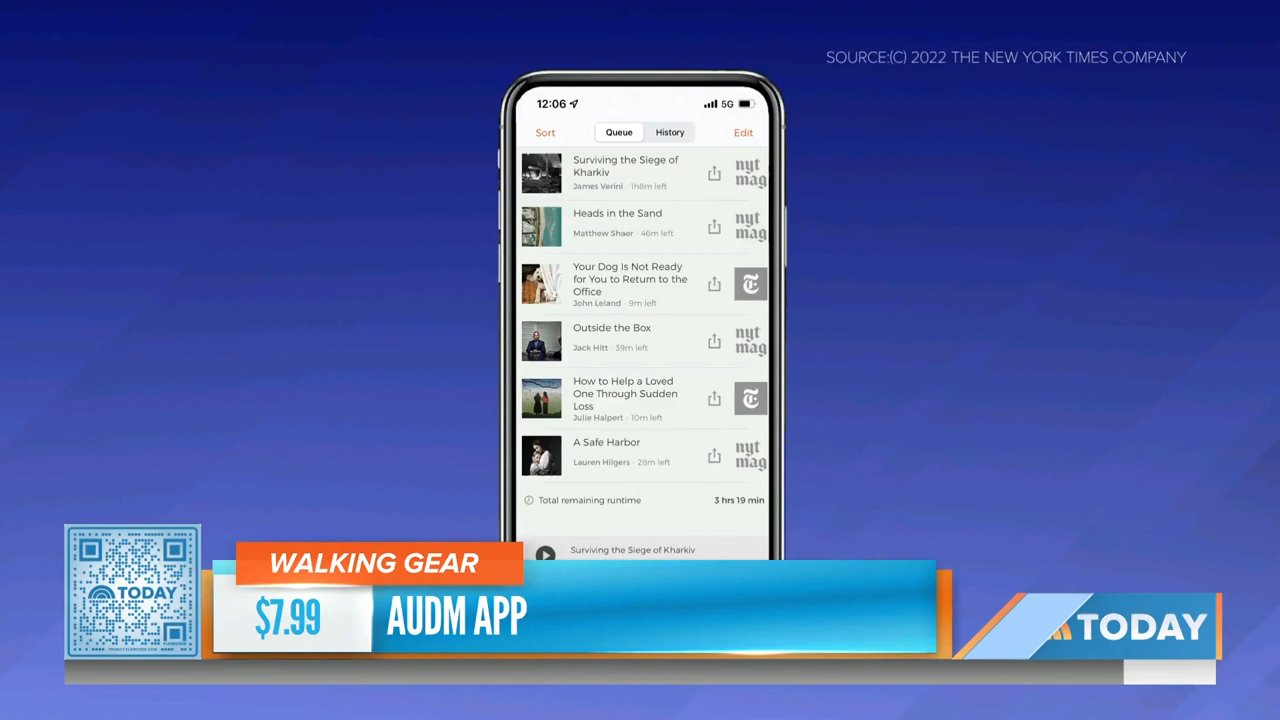 SOURCE:(C) 2022 THE NEW YORK TIMES COMPANY
12:06
5G
Sort
Queue
History
Edit
Surviving the Siege of
Kharkiv
James Verini · 1h8m left
nyt
mag
Heads in the Sand
Matthew Shaer · 46m left
nyt
mag
Your Dog Is Not Ready
for You to Return to the
Office
John Leland · 9m left
T
Outside the Box
Jack Hitt · 39m left
nyt
mag
How to Help a Loved
One Through Sudden
Loss
Julie Halpert · 10m left
T
A Safe Harbor
Lauren Hilgers · 28m left
nyt
mag
Total remaining runtime
3 hrs 19 min
Surviving the Siege of Kharkiv
WALKING GEAR
$7.99
AUDM APP
TODAY
TODAY